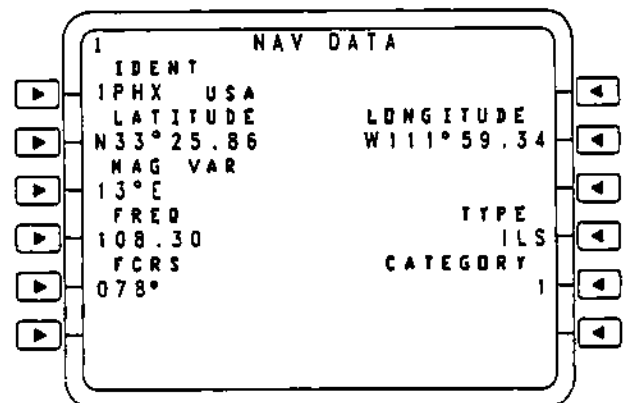 1 NAV DATA
IDENT
IPHX USA
LATITUDE LONGITUDE
N33°25.86 W111°59.34
MAG VAR
13°E
FREQ TYPE
108.30 ILS
FCRS CATEGORY
078° 1